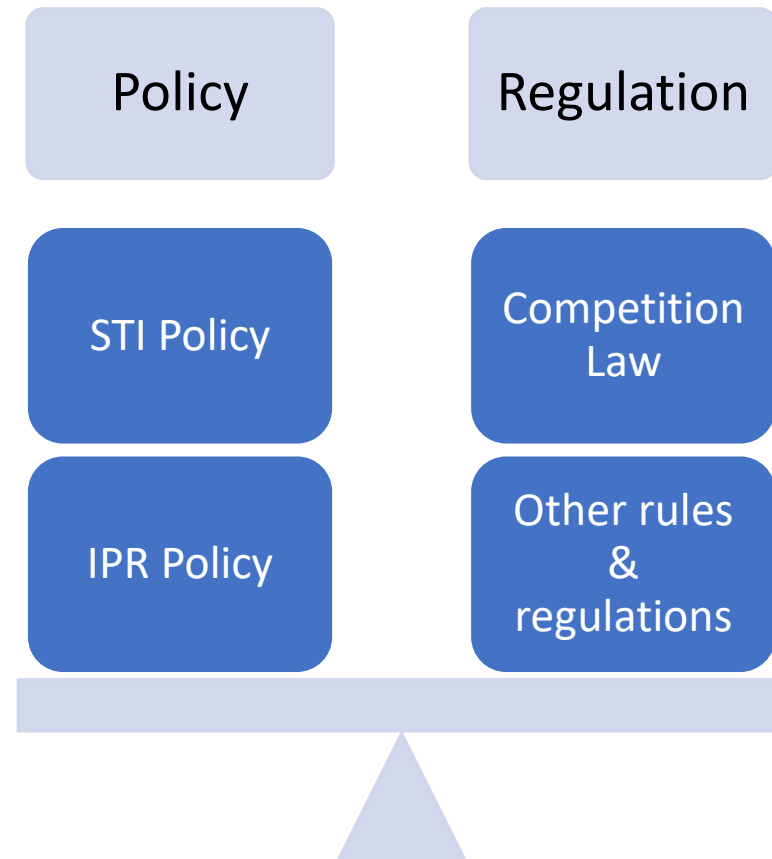 Policy
Regulation
STI Policy
Competition
Law
IPR Policy
Other rules
&
regulations